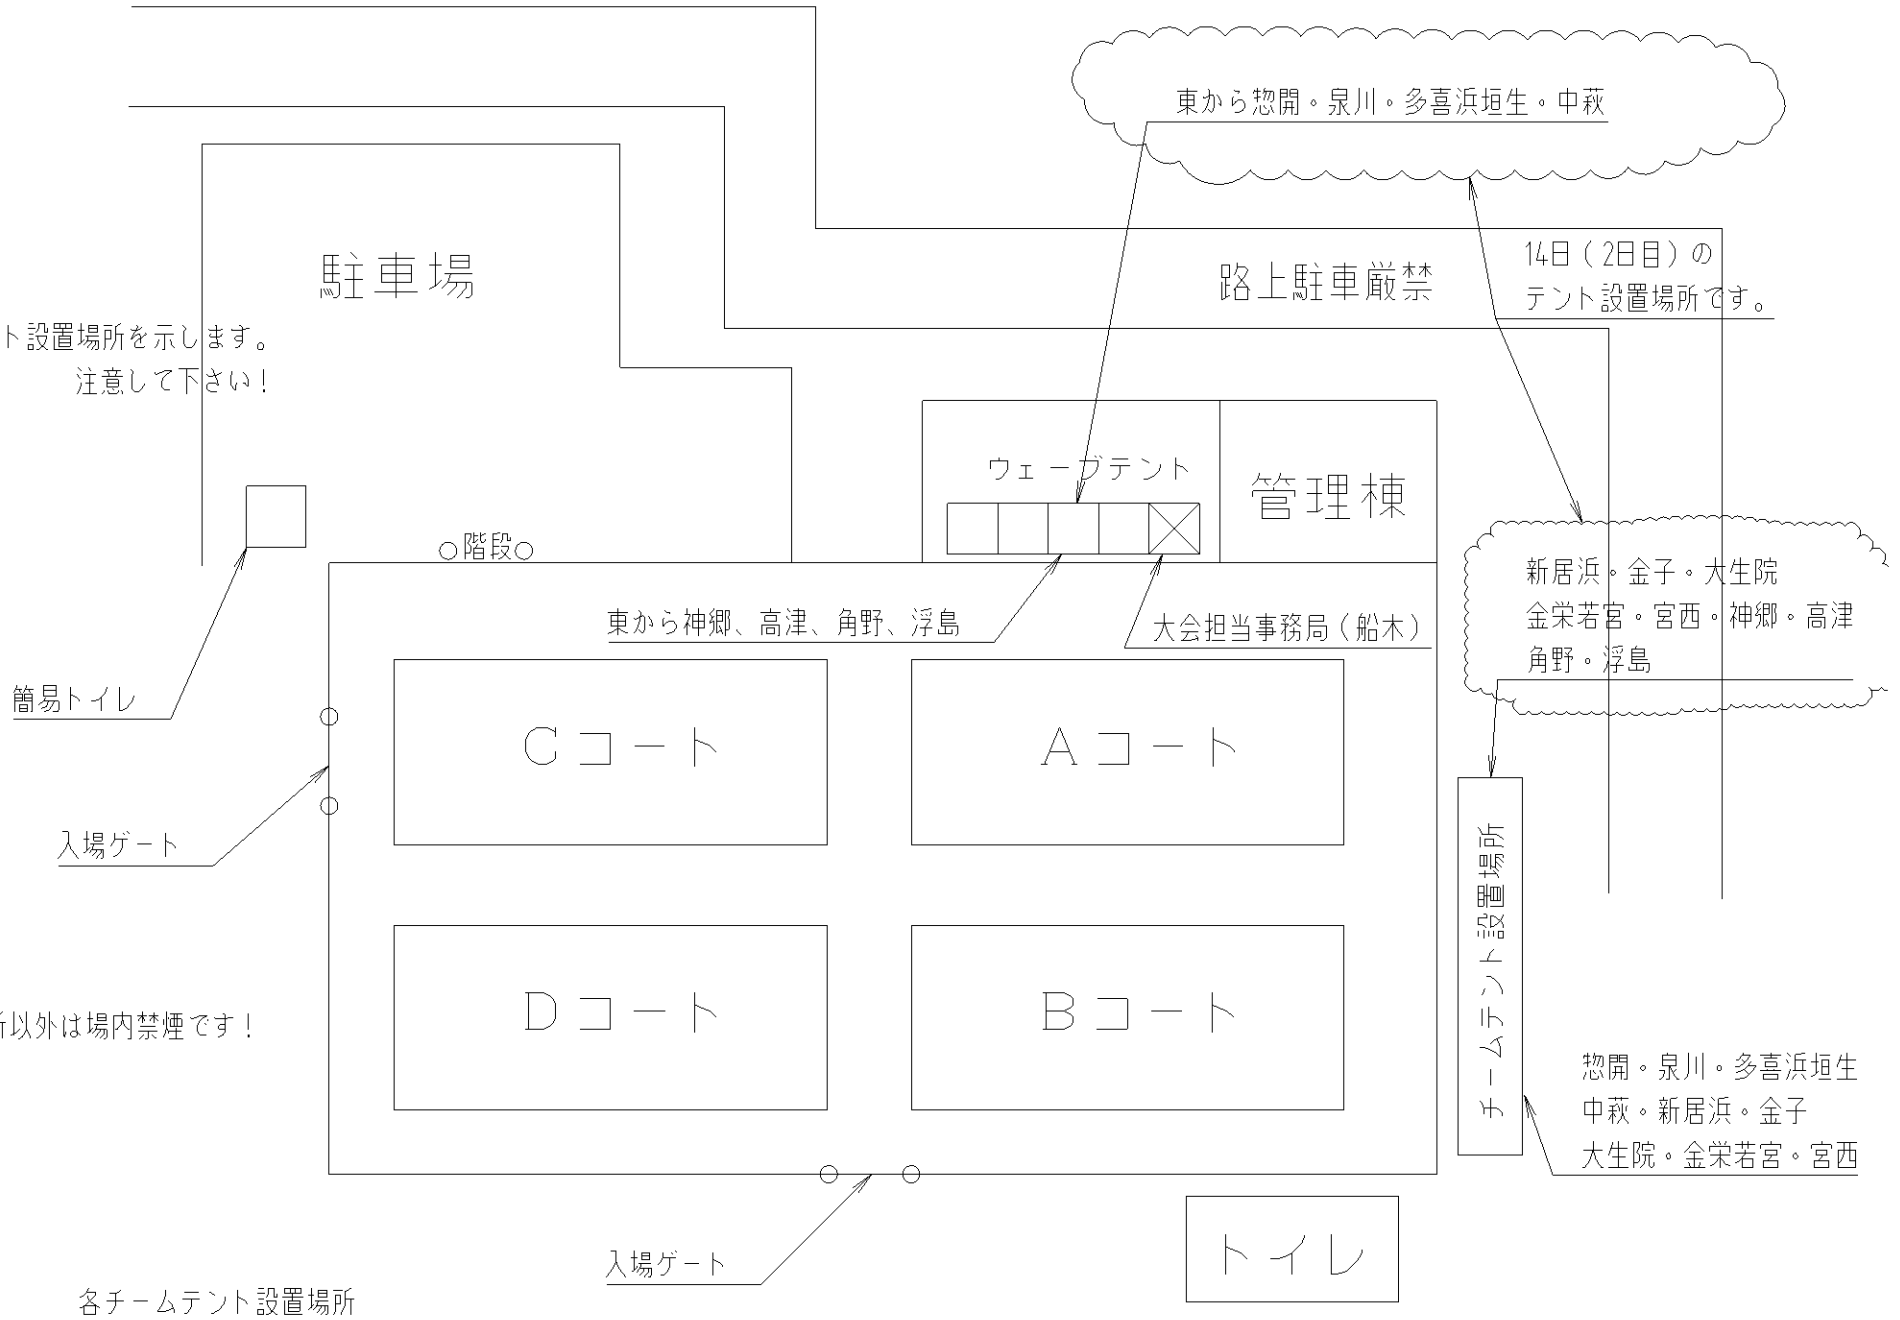 東から惣開。泉川。多喜浜垣生。中萩
駐車場
路上駐車厳禁
14日(2日目)の
テント設置場所です。
ト設置場所を示します。
注意して下さい!
ウェーブテント
管理棟
○階段○
新居浜。金子。大生院
金栄若宮。宮西。神郷。高津
角野。浮島
東から神郷、高津、角野、浮島
大会担当事務局(船木)
簡易トイレ
Cコート
Aコート
入場ゲート
チームテント設置場所
Dコート
Bコート
所以外は場内禁煙です!
惣開。泉川。多喜浜垣生
中萩。新居浜。金子
大生院。金栄若宮。宮西
入場ゲート
トイレ
各チームテント設置場所